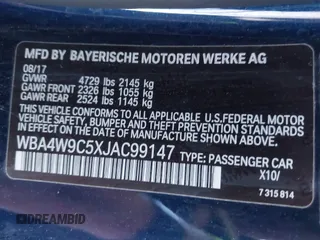 MFD BY BAYERISCHE MOTOREN WERKE AG
08/17
GVWR 4729 lbs 2145 kg
GAWR FRONT 2326 lbs 1055 kg
GAWR REAR 2524 lbs 1145 kg
THIS VEHICLE CONFORMS TO ALL APPLICABLE U.S.FEDERAL MOTOR
VEHICLE SAFETY, BUMPER, AND THEFT PREVENTION STANDARDS
IN EFFECT ON THE DATE OF MANUFACTURE SHOWN ABOVE.
WBA4W9C5XJAC99147 TYPE: PASSENGER CAR
X10/
7 315 814
DREAMBID